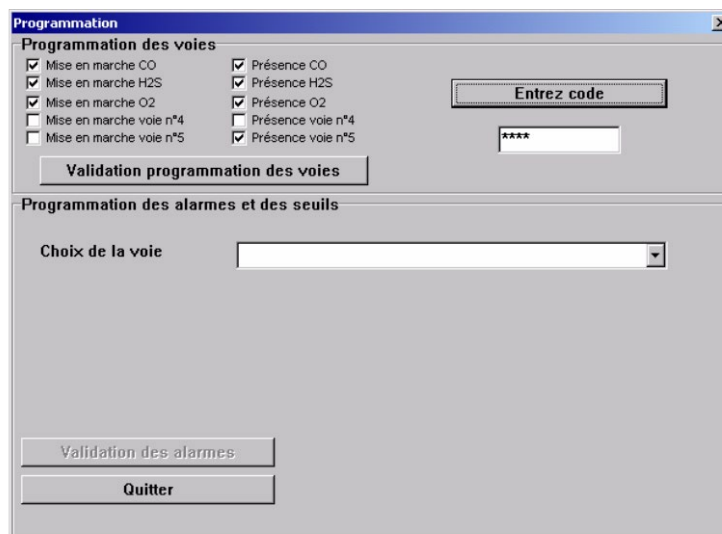 Programmation
Programmation des voies
Mise en marche CO
Présence CO
Mise en marche H2S
Présence H2S
Mise en marche O2
Présence O2
Mise en marche voie n°4
Présence voie n°4
Mise en marche voie n°5
Présence voie n°5
Entrez code
****
Validation programmation des voies
Programmation des alarmes et des seuils
Choix de la voie
Validation des alarmes
Quitter